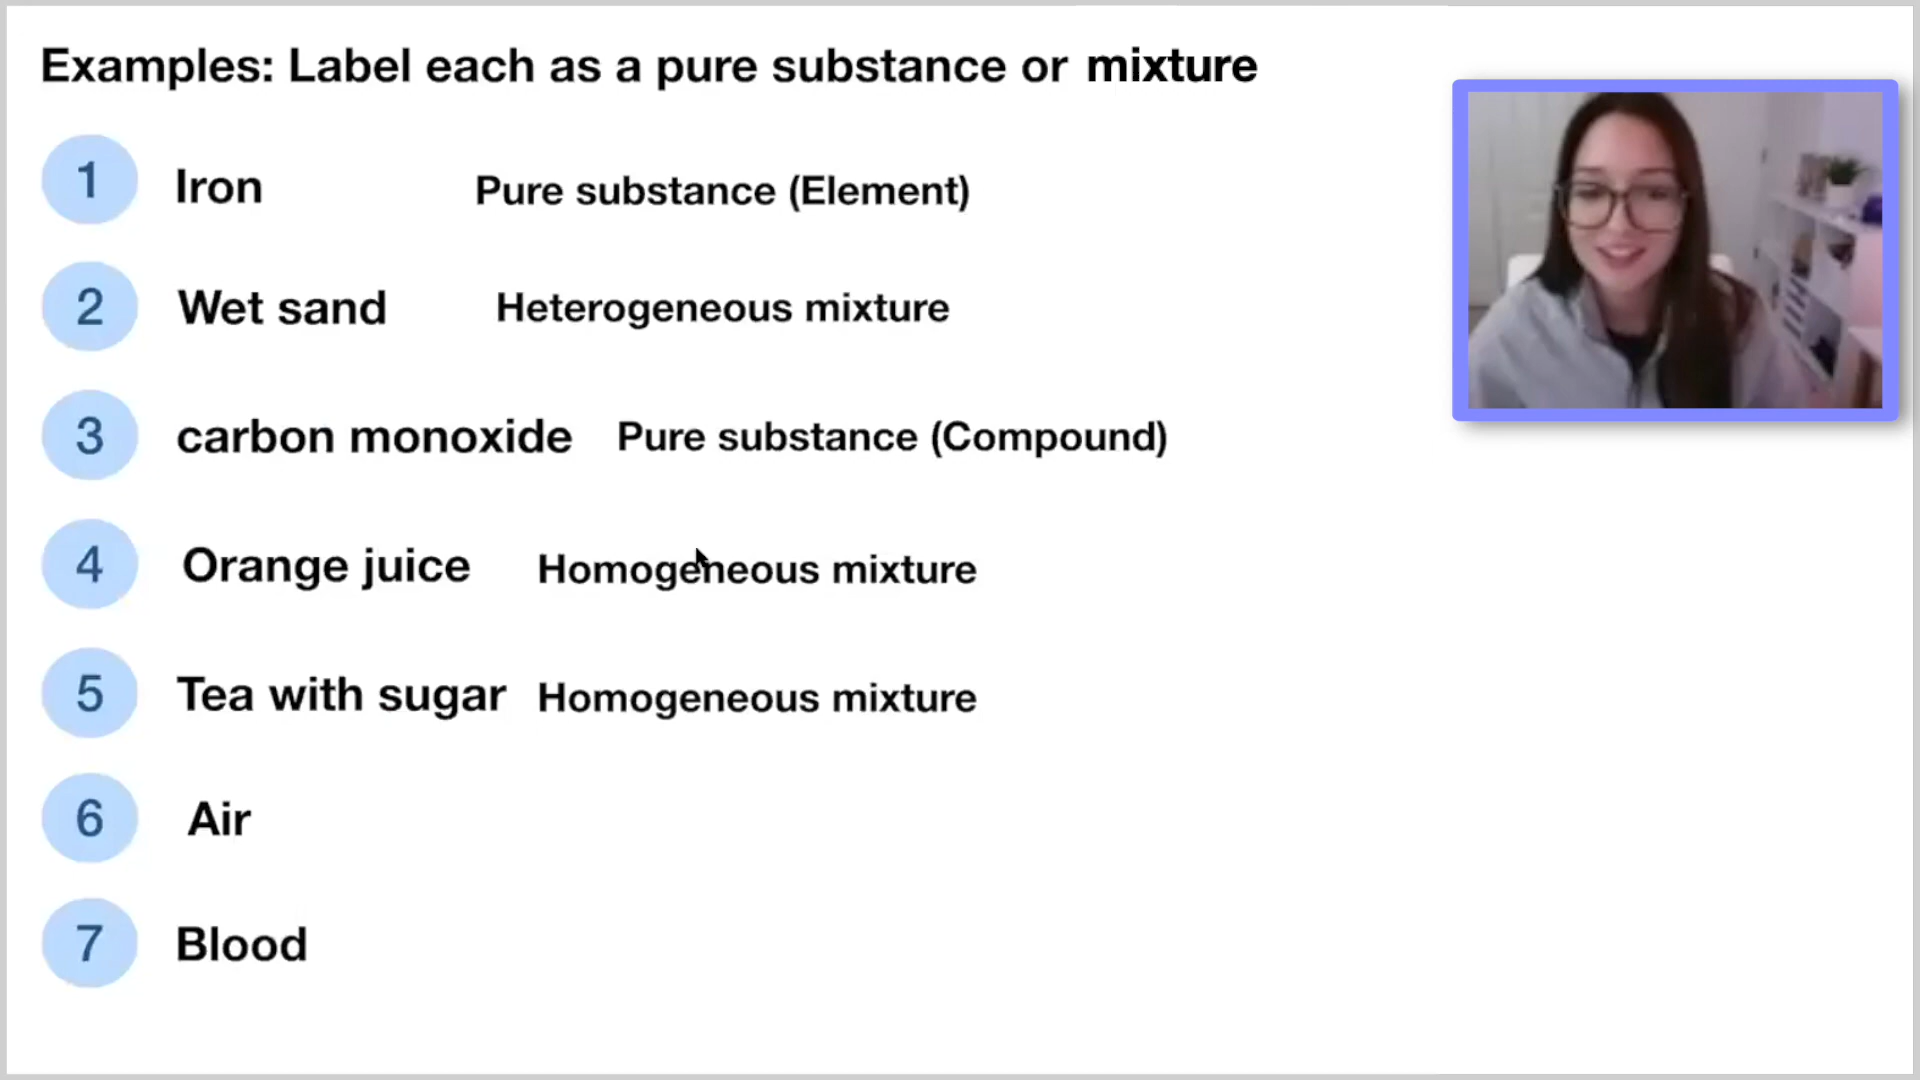 Examples: Label each as a pure substance or mixture
1 Iron Pure substance (Element)
2 Wet sand Heterogeneous mixture
3 carbon monoxide Pure substance (Compound)
4 Orange juice Homogeneous mixture
5 Tea with sugar Homogeneous mixture
6 Air
7 Blood